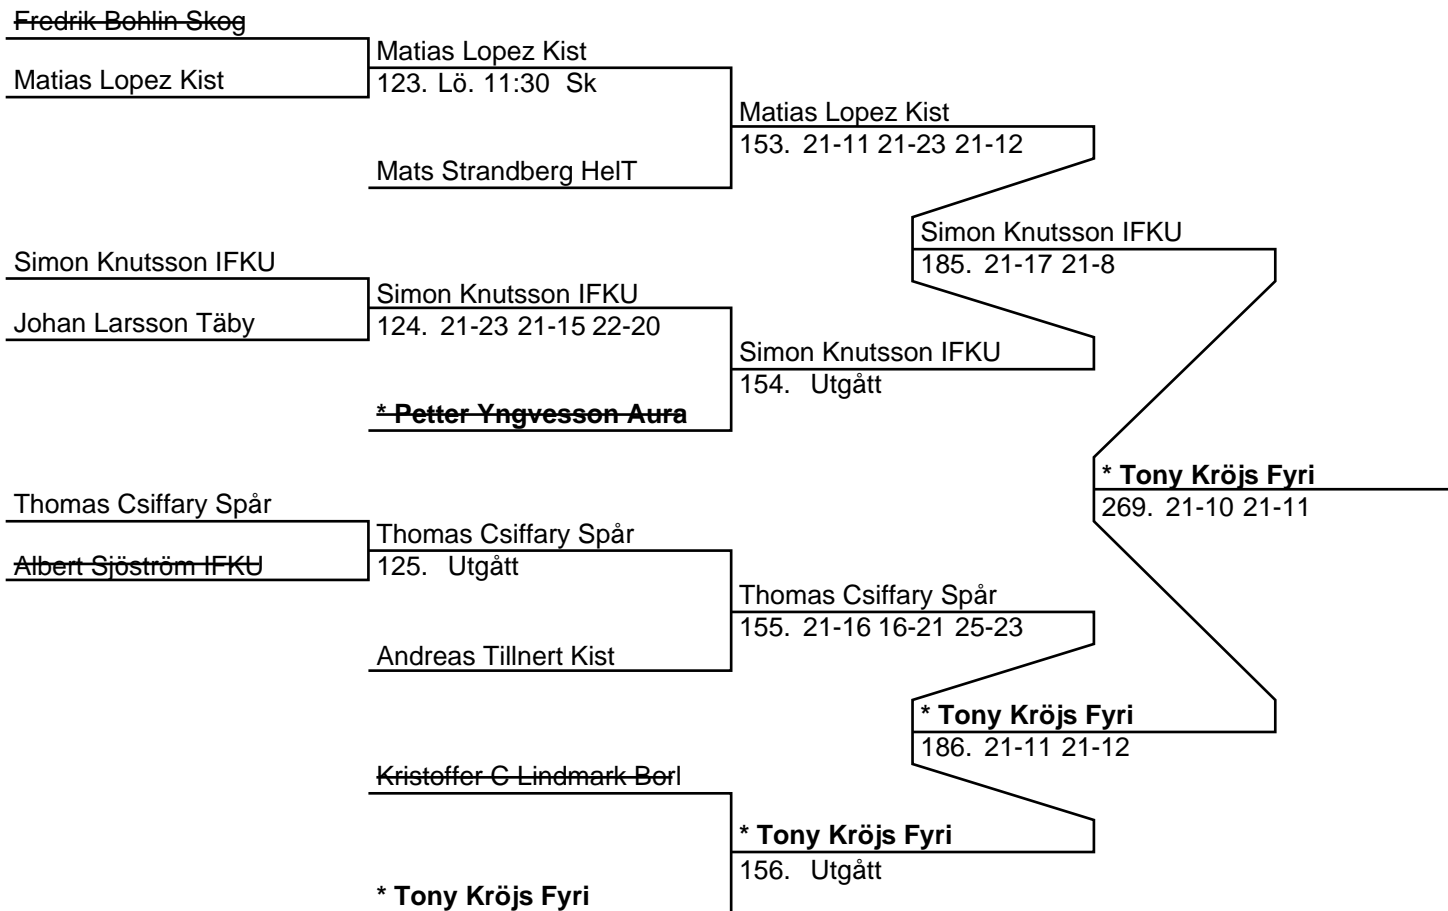 Fredrik Bohlin Skog
Matias Lopez Kist
Matias Lopez Kist
123. Lö. 11:30 Sk
Matias Lopez Kist
153. 21-11 21-23 21-12
Mats Strandberg HelT
Simon Knutsson IFKU
185. 21-17 21-8
Simon Knutsson IFKU
Simon Knutsson IFKU
124. 21-23 21-15 22-20
Johan Larsson Täby
Simon Knutsson IFKU
154. Utgått
* Petter Yngvesson Aura
* Tony Kröjs Fyri
269. 21-10 21-11
Thomas Csiffary Spår
Thomas Csiffary Spår
125. Utgått
Albert Sjöström IFKU
Thomas Csiffary Spår
155. 21-16 16-21 25-23
Andreas Tillnert Kist
* Tony Kröjs Fyri
186. 21-11 21-12
Kristoffer C Lindmark Borl
* Tony Kröjs Fyri
156. Utgått
* Tony Kröjs Fyri